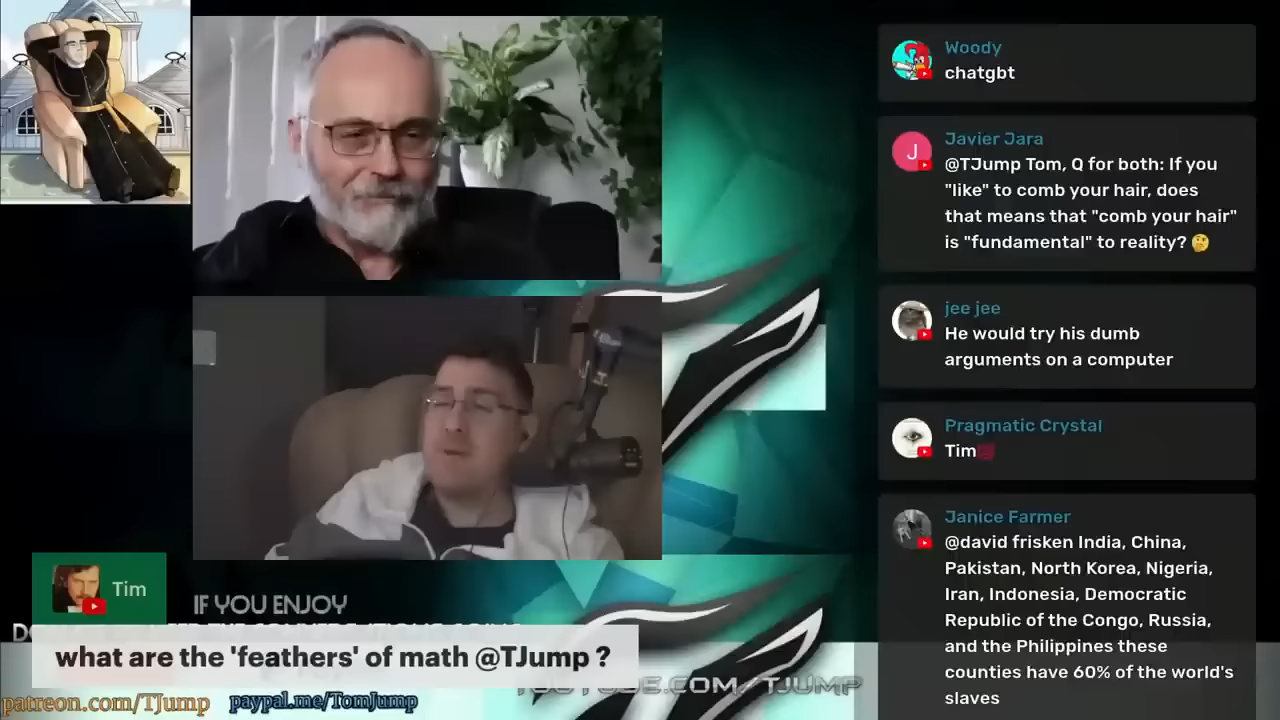 Woody
chatgbt
Javier Jara
@TJump Tom, Q for both: If you
"like" to comb your hair, does
that means that "comb your hair"
is "fundamental" to reality? 🤔
jee jee
He would try his dumb
arguments on a computer
Pragmatic Crystal
Tim
Janice Farmer
@david frisken India, China,
Pakistan, North Korea, Nigeria,
Iran, Indonesia, Democratic
Republic of the Congo, Russia,
and the Philippines these
counties have 60% of the world's
slaves
J
Tim
IF YOU ENJOY
what are the 'feathers' of math @TJump ?
YOUTUBE.COM/TJUMP
patreon.com/TJump
paypal.me/TomJump